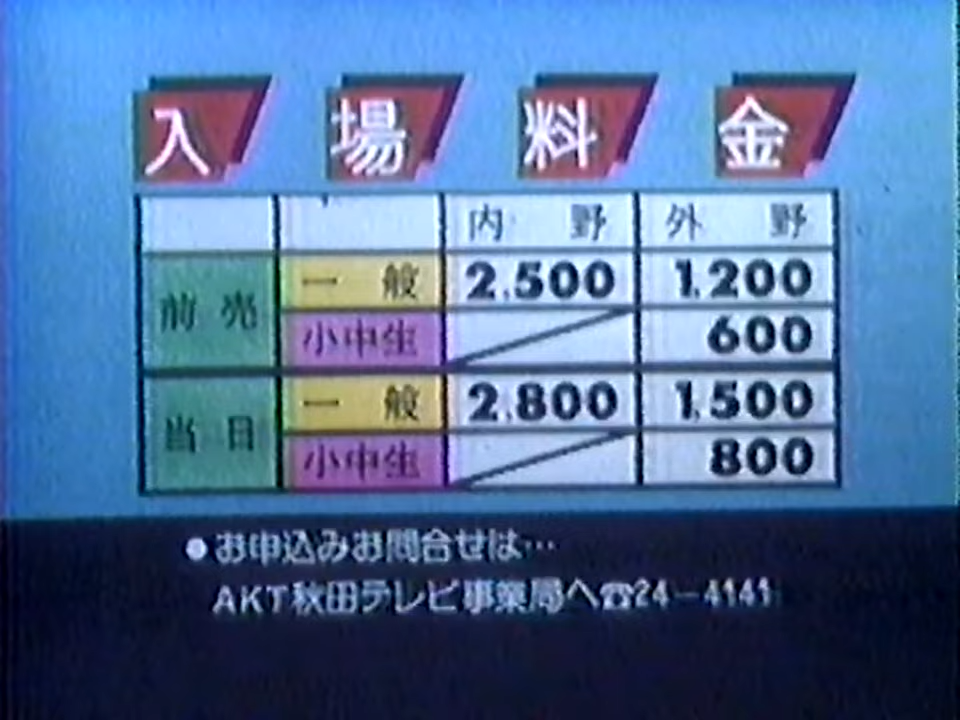 入場料金
内野 外野
前売 一般 2,500 1,200
小中生 600
当日 一般 2,800 1,500
小中生 800
●お申込みお問合せは…
AKT秋田テレビ事業局へ☎24-4141